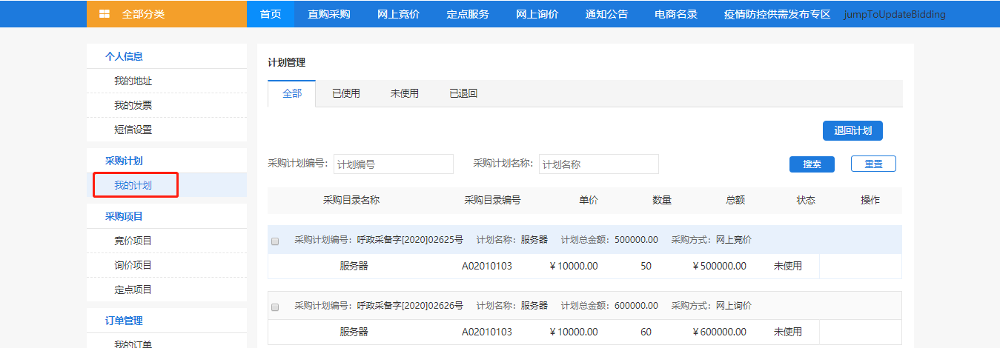 全部分类 首页 直购采购 网上竞价 定点服务 网上询价 通知公告 电商名录 疫情防控供需发布专区 jumpToUpdateBidding
个人信息
我的地址
我的发票
短信设置
采购计划
我的计划
采购项目
竞价项目
询价项目
定点项目
订单管理
我的订单
计划管理
全部 已使用 未使用 已退回
退回计划
采购计划编号： 计划编号 采购计划名称： 计划名称 搜索 重置
采购目录名称 采购目录编号 单价 数量 总额 状态 操作
采购计划编号：呼政采备字[2020]02625号 计划名称：服务器 计划总金额：500000.00 采购方式：网上竞价
服务器 A02010103 ￥10000.00 50 ￥500000.00 未使用
采购计划编号：呼政采备字[2020]02626号 计划名称：服务器 计划总金额：600000.00 采购方式：网上询价
服务器 A02010103 ￥10000.00 60 ￥600000.00 未使用